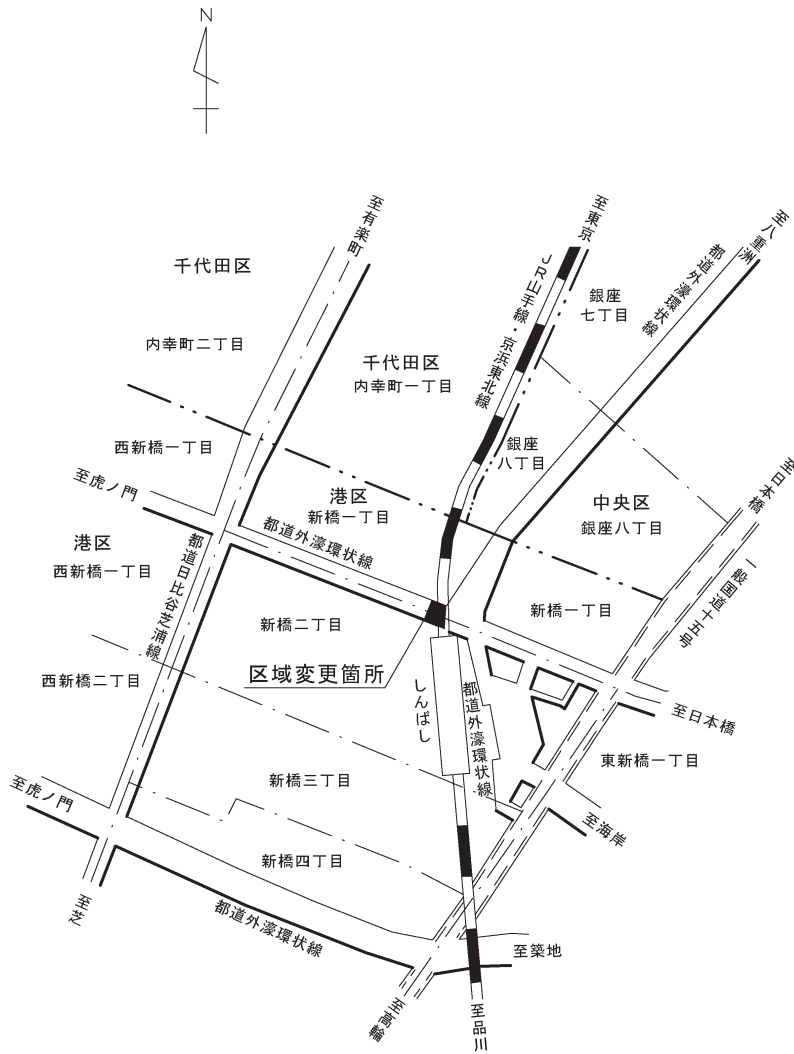 N
至有楽町
至東京
至八重洲
千代田区
JR山手線・京浜東北線
銀座
七丁目
都道外濠環状線
内幸町二丁目
千代田区
内幸町一丁目
西新橋一丁目
銀座
八丁目
至日本橋
至虎ノ門
港区
新橋一丁目
中央区
銀座八丁目
都道外濠環状線
港区
西新橋一丁目
都道日比谷芝浦線
一般国道十五号
新橋二丁目
新橋一丁目
区域変更箇所
西新橋二丁目
しんばし
都道外濠環状線
至日本橋
東新橋一丁目
新橋三丁目
至虎ノ門
至海岸
新橋四丁目
至芝
都道外濠環状線
至築地
至高輪
至品川